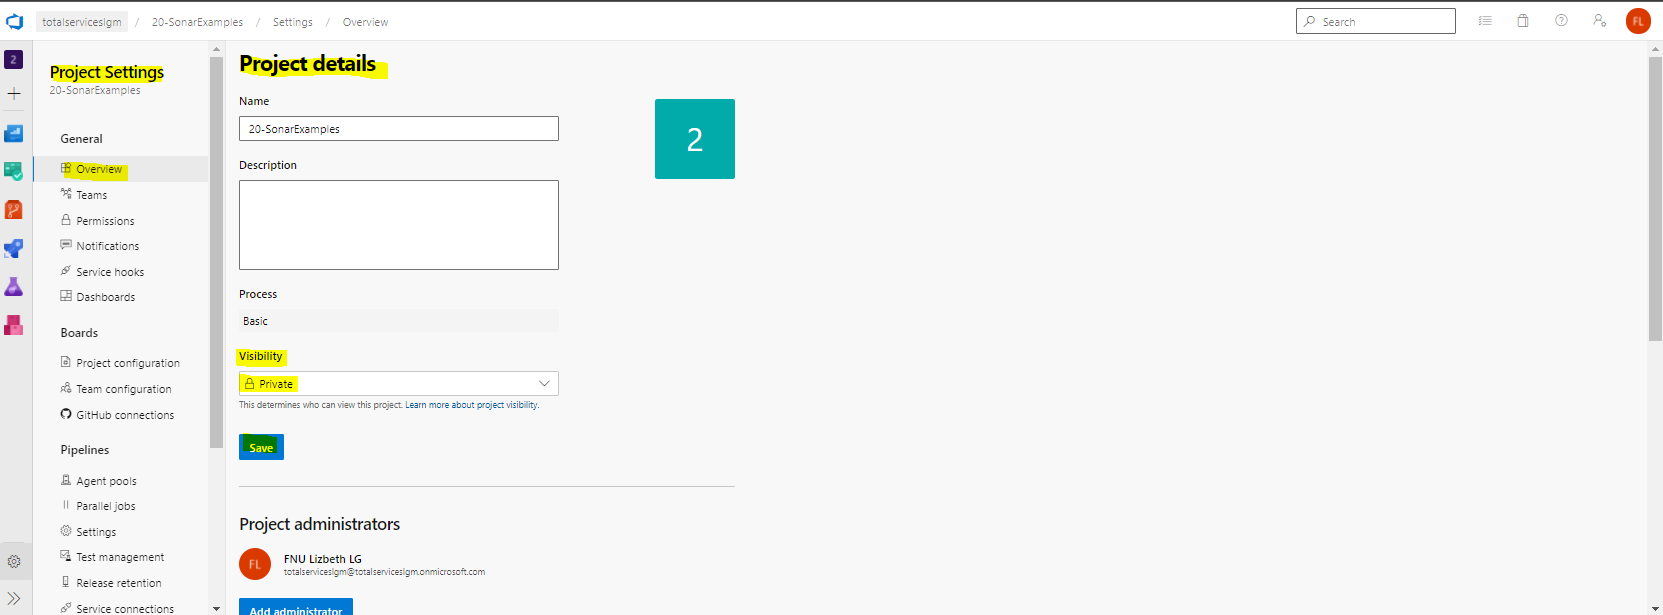 totalserviceslgm / 20-SonarExamples / Settings / Overview
Search
FL
2
Project Settings
20-SonarExamples
General
Overview
Teams
Permissions
Notifications
Service hooks
Dashboards
Boards
Project configuration
Team configuration
GitHub connections
Pipelines
Agent pools
Parallel jobs
Settings
Test management
Release retention
Service connections
Project details
Name
20-SonarExamples
2
Description
Process
Basic
Visibility
Private
This determines who can view this project. Learn more about project visibility.
Save
Project administrators
FL
FNU Lizbeth LG
totalserviceslgm@totalserviceslgm.onmicrosoft.com
Add administrator